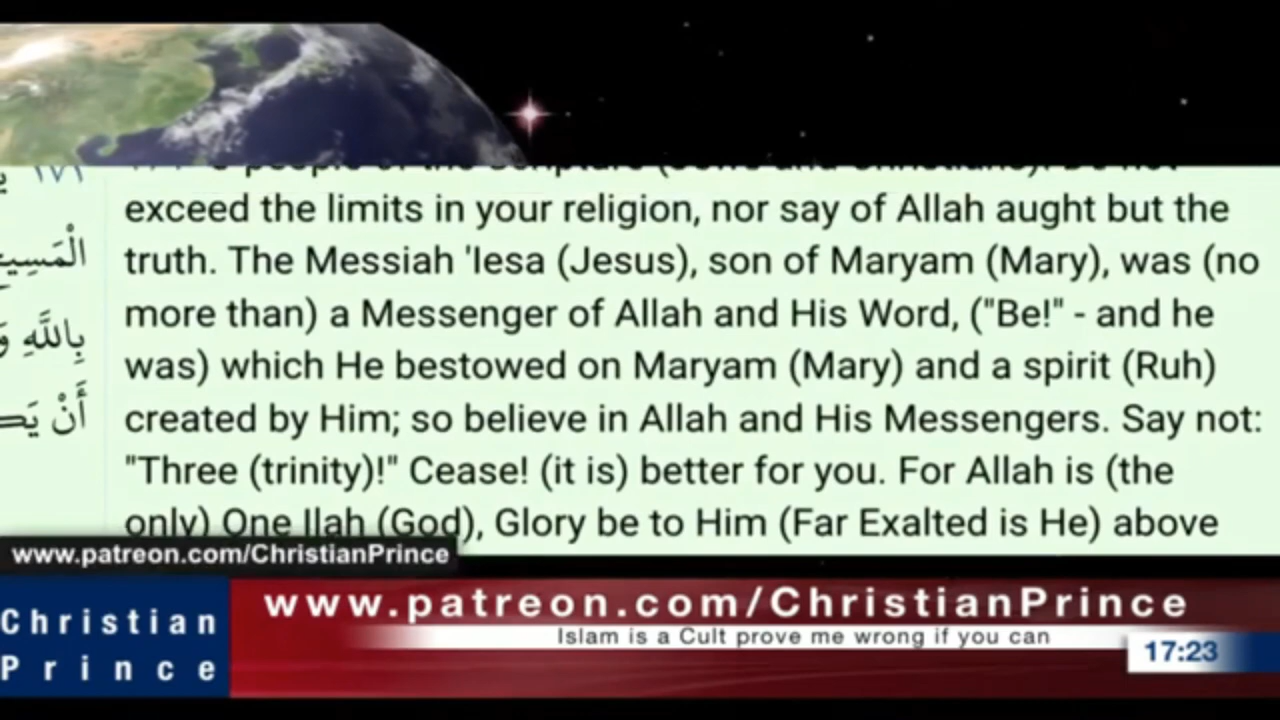 exceed the limits in your religion, nor say of Allah aught but the
truth. The Messiah 'Iesa (Jesus), son of Maryam (Mary), was (no
more than) a Messenger of Allah and His Word, ("Be!" - and he
was) which He bestowed on Maryam (Mary) and a spirit (Ruh)
created by Him; so believe in Allah and His Messengers. Say not:
"Three (trinity)!" Cease! (it is) better for you. For Allah is (the
only) One Ilah (God), Glory be to Him (Far Exalted is He) above
بِاللَّهِ
www.patreon.com/ChristianPrince
Christian
Prince
www.patreon.com/ChristianPrince
Islam is a Cult prove me wrong if you can
17:23